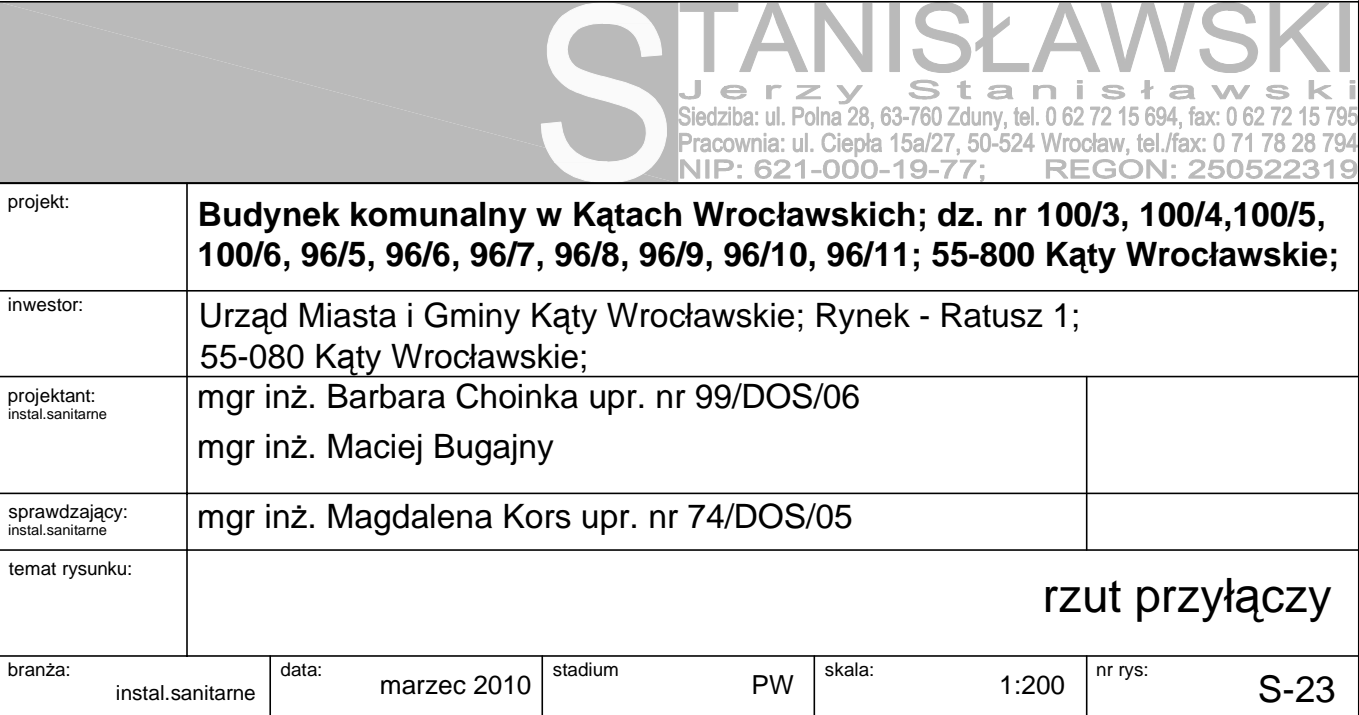 STANISŁAWSKI
Jerzy Stanisławski
Siedziba: ul. Polna 28, 63-760 Zduny, tel. 0 62 72 15 694, fax: 0 62 72 15 795
Pracownia: ul. Ciepła 15a/27, 50-524 Wrocław, tel./fax: 0 71 78 28 794
NIP: 621-000-19-77; REGON: 250522319
projekt:
Budynek komunalny w Kątach Wrocławskich; dz. nr 100/3, 100/4,100/5,
100/6, 96/5, 96/6, 96/7, 96/8, 96/9, 96/10, 96/11; 55-800 Kąty Wrocławskie;
inwestor:
Urząd Miasta i Gminy Kąty Wrocławskie; Rynek - Ratusz 1;
55-080 Kąty Wrocławskie;
projektant:
instal.sanitarne
mgr inż. Barbara Choinka upr. nr 99/DOS/06
mgr inż. Maciej Bugajny
sprawdzający:
instal.sanitarne
mgr inż. Magdalena Kors upr. nr 74/DOS/05
temat rysunku:
rzut przyłączy
branża:
instal.sanitarne
data:
marzec 2010
stadium
PW
skala:
1:200
nr rys:
S-23